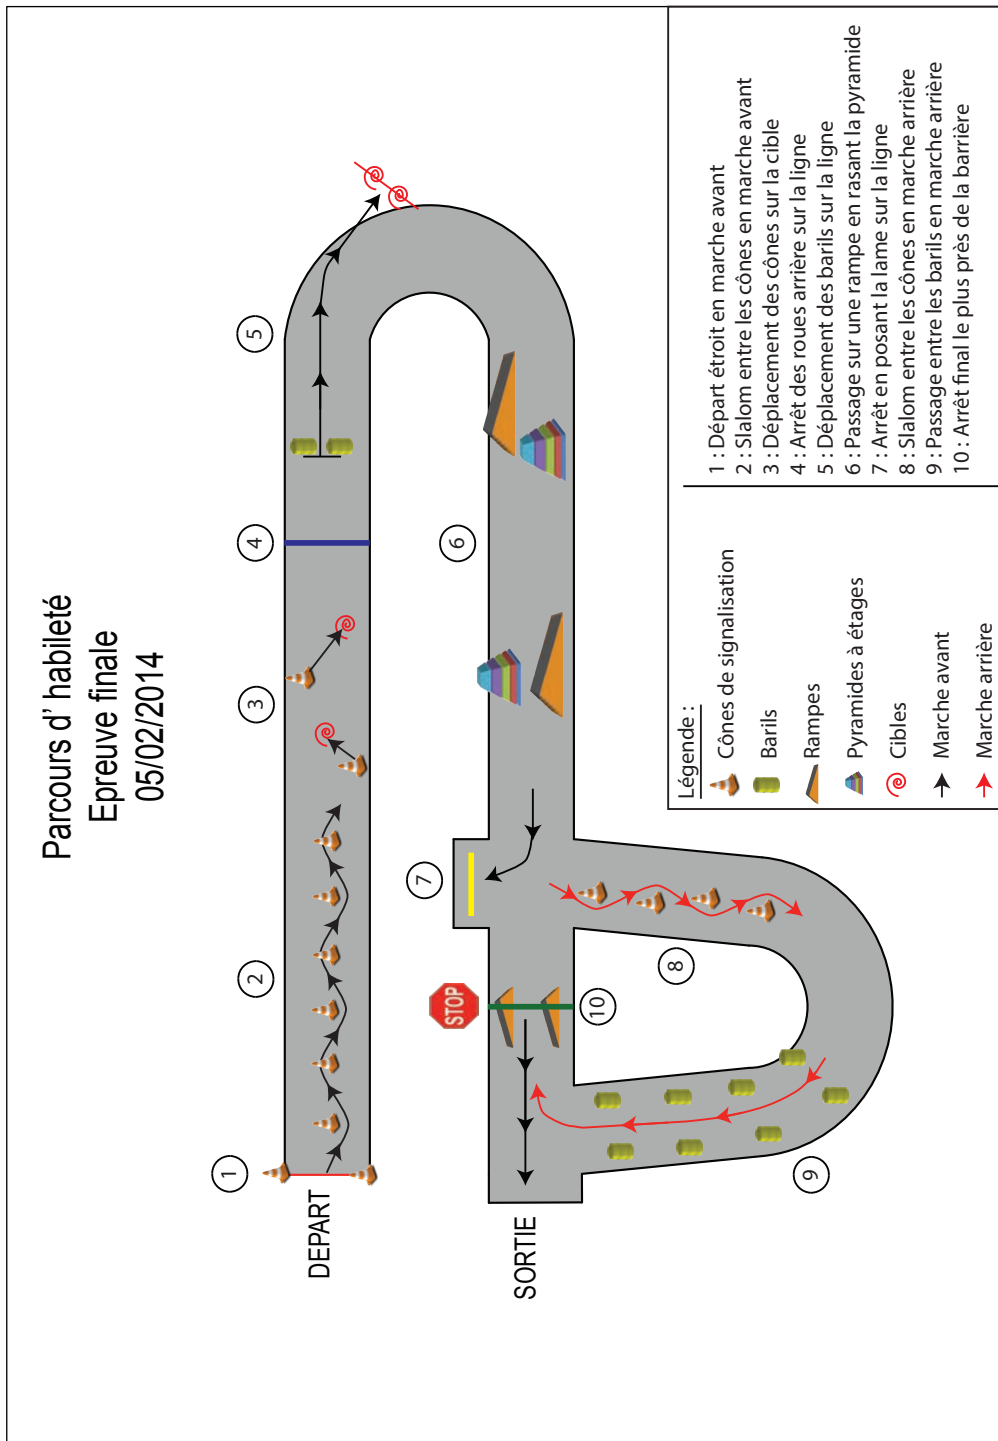 Parcours d' habileté
Epreuve finale
05/02/2014
1
2
3
4
5
DEPART
6
7
STOP
SORTIE
8
10
9
Légende :
Cônes de signalisation
Barils
Rampes
Pyramides à étages
Cibles
Marche avant
Marche arrière
1 : Départ étroit en marche avant
2 : Slalom entre les cônes en marche avant
3 : Déplacement des cônes sur la cible
4 : Arrêt des roues arrière sur la ligne
5 : Déplacement des barils sur la ligne
6 : Passage sur une rampe en rasant la pyramide
7 : Arrêt en posant la lame sur la ligne
8 : Slalom entre les cônes en marche arrière
9 : Passage entre les barils en marche arrière
10 : Arrêt final le plus près de la barrière